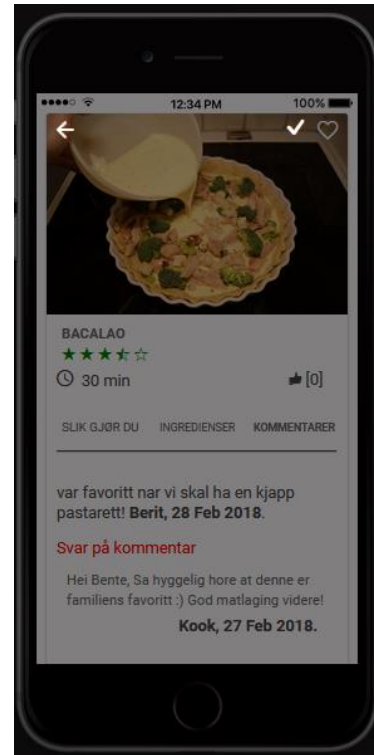 12:34 PM
100%
BACALAO
30 min
[0]
SLIK GJØR DU INGREDIENSER KOMMENTARER
var favoritt nar vi skal ha en kjapp
pastarett! Berit, 28 Feb 2018.
Svar på kommentar
Hei Bente, Sa hyggelig hore at denne er
familiens favoritt :) God matlaging videre!
Kook, 27 Feb 2018.